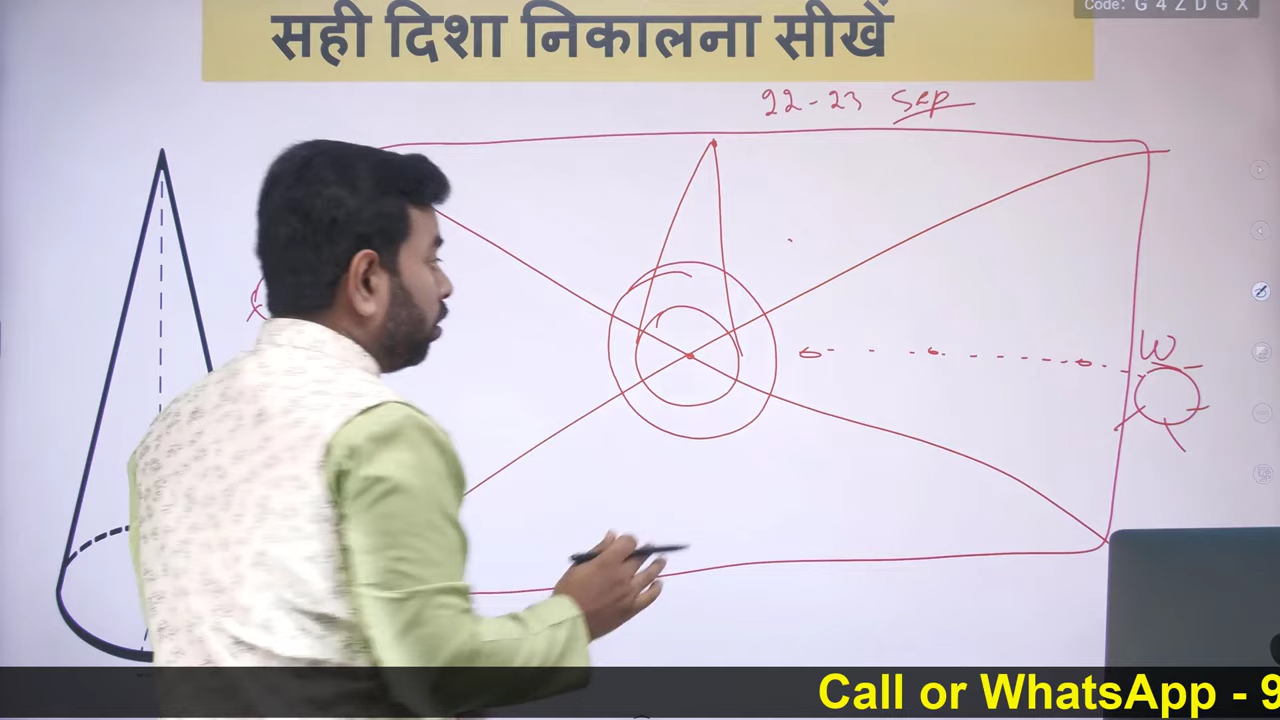 Code: G 4 Z D G X
सही दिशा निकालना सीखें
22-23 Sep
W
Call or WhatsApp - 9